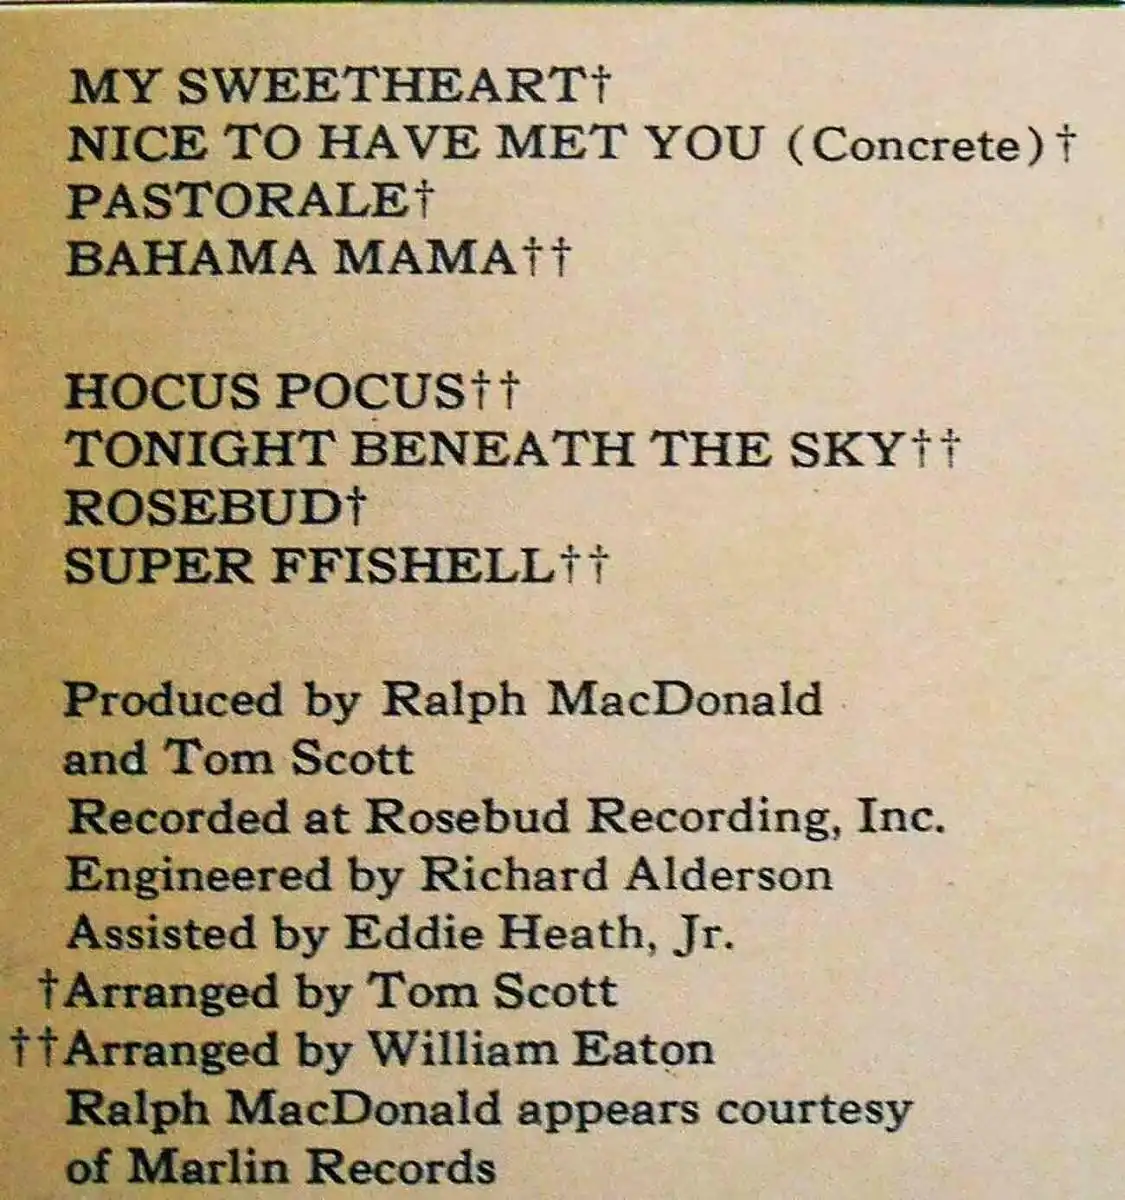 MY SWEETHEART†
NICE TO HAVE MET YOU (Concrete)†
PASTORALE†
BAHAMA MAMA††
HOCUS POCUS††
TONIGHT BENEATH THE SKY††
ROSEBUD†
SUPER FFISHELL††
Produced by Ralph MacDonald
and Tom Scott
Recorded at Rosebud Recording, Inc.
Engineered by Richard Alderson
Assisted by Eddie Heath, Jr.
†Arranged by Tom Scott
††Arranged by William Eaton
Ralph MacDonald appears courtesy
of Marlin Records